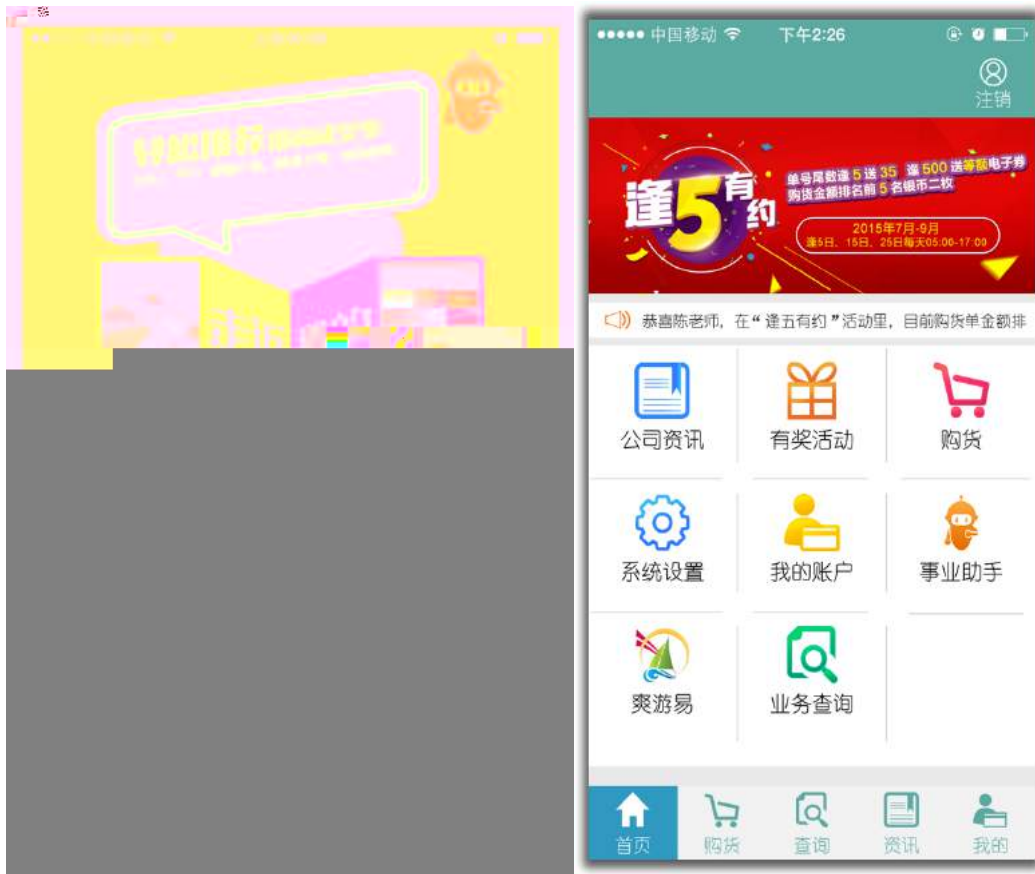 中国移动 下午2:26
注销
逢5有约
单号尾数逢 5 送 35 逢 500 送等额电子券
购货金额排名前 5 名银币二枚
2015年7月-9月
逢5日、15日、25日每天05:00-17:00
恭喜陈老师，在“逢五有约”活动里，目前购货单金额排
公司资讯 有奖活动 购货
系统设置 我的账户 事业助手
爽游易 业务查询
首页 购货 查询 资讯 我的